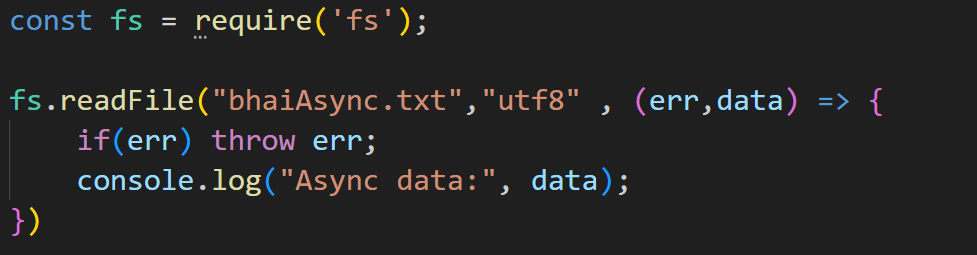 const fs = require('fs');
fs.readFile("bhaiAsync.txt","utf8" , (err,data) => {
    if(err) throw err;
    console.log("Async data:", data);
})